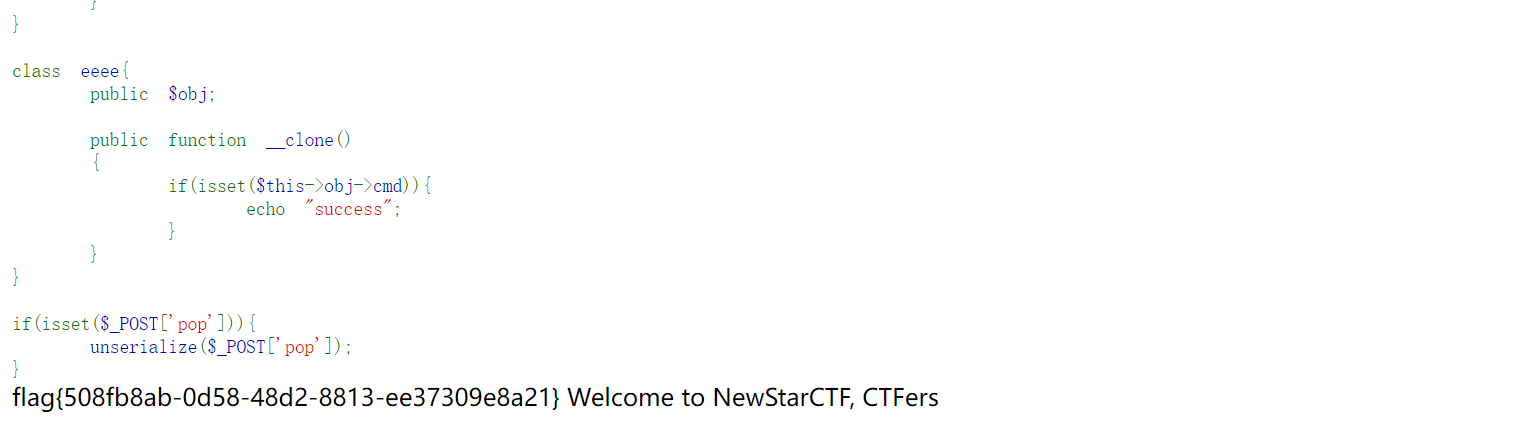 }
}
class eeee{
public $obj;
public function __clone()
{
if(isset($this->obj->cmd)){
echo "success";
}
}
}
if(isset($_POST['pop'])){
unserialize($_POST['pop']);
}
flag{508fb8ab-0d58-48d2-8813-ee37309e8a21} Welcome to NewStarCTF, CTFers